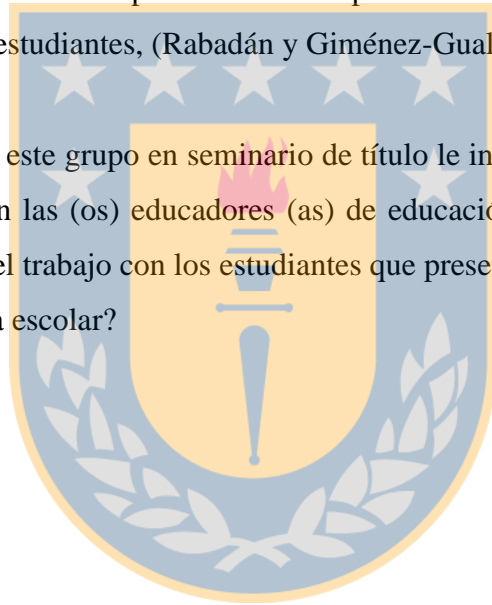 estudiantes, (Rabadán y Giménez-Gual
este grupo en seminario de título le in
n las (os) educadores (as) de educació
el trabajo con los estudiantes que prese
a escolar?